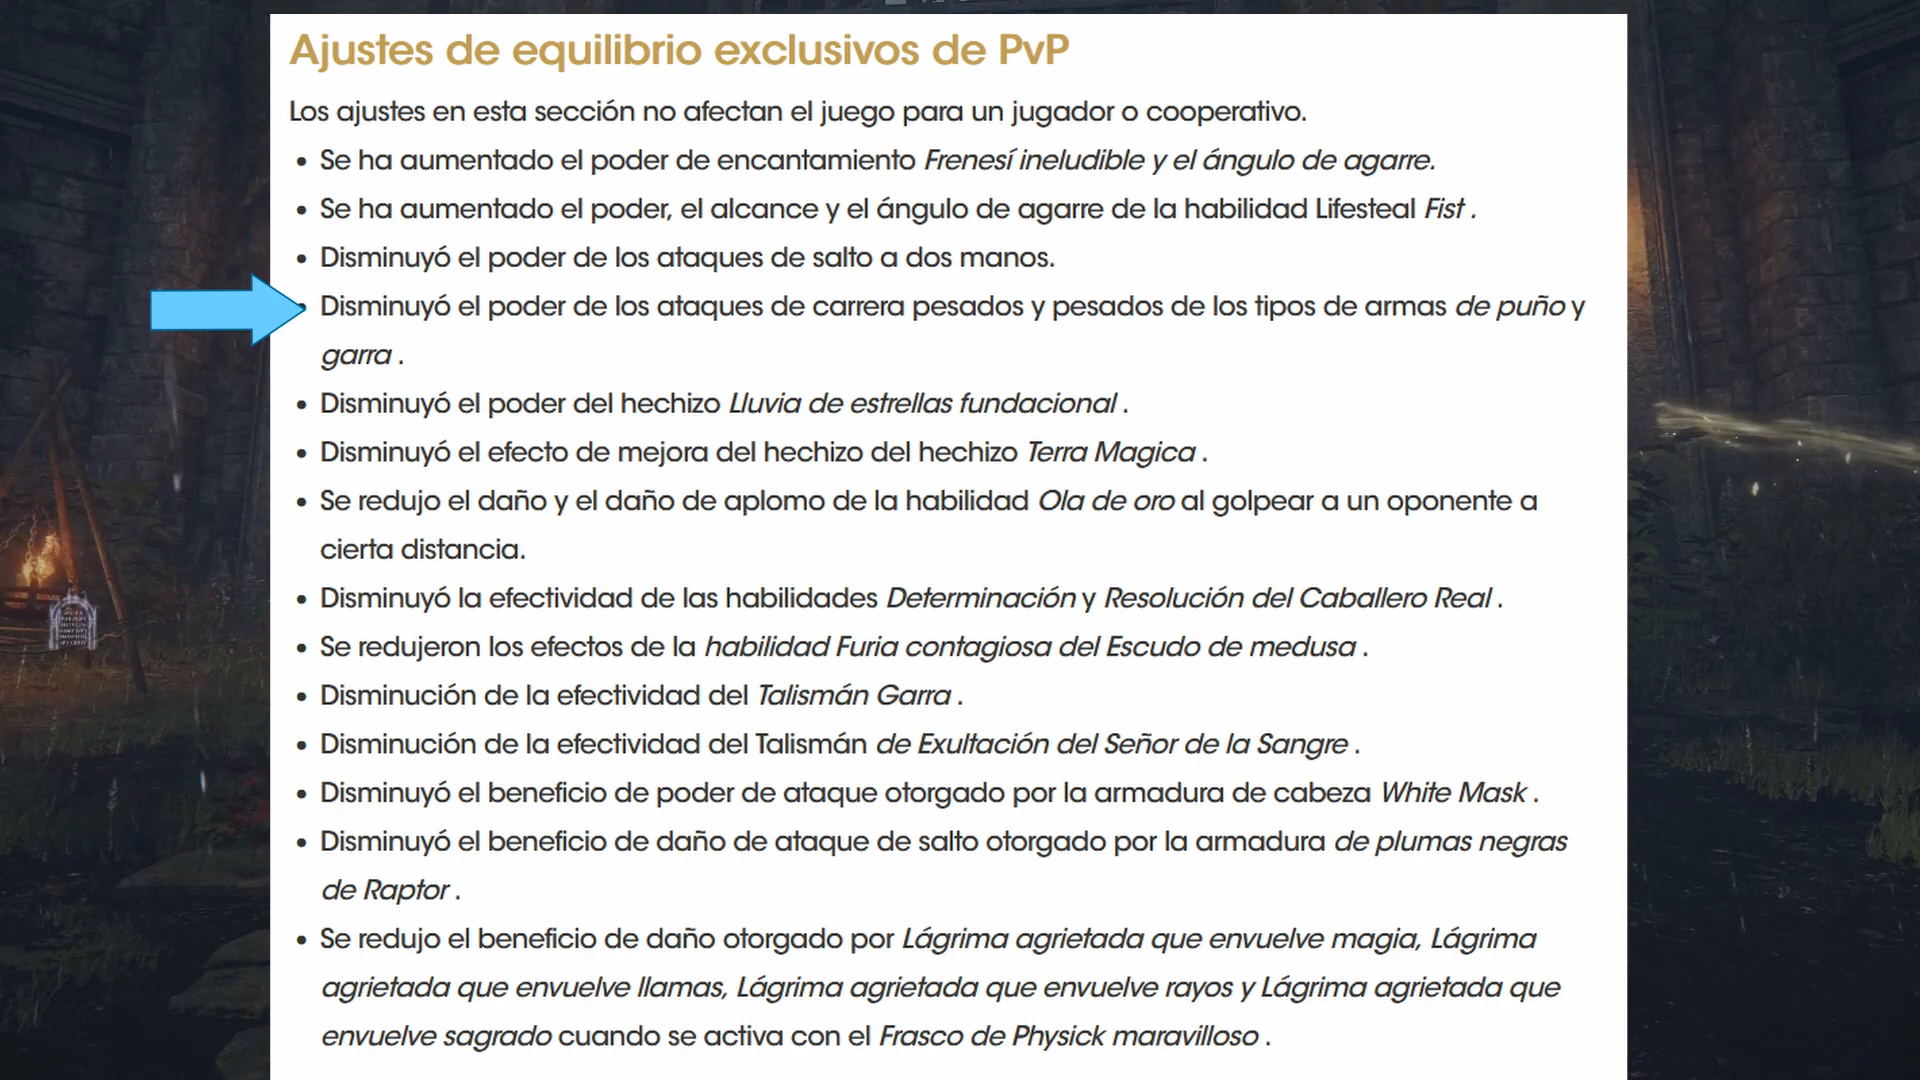 Ajustes de equilibrio exclusivos de PvP
Los ajustes en esta sección no afectan el juego para un jugador o cooperativo.
• Se ha aumentado el poder de encantamiento Frenesí ineludible y el ángulo de agarre.
• Se ha aumentado el poder, el alcance y el ángulo de agarre de la habilidad Lifesteal Fist .
• Disminuyó el poder de los ataques de salto a dos manos.
• Disminuyó el poder de los ataques de carrera pesados y pesados de los tipos de armas de puño y
garra .
• Disminuyó el poder del hechizo Lluvia de estrellas fundacional .
• Disminuyó el efecto de mejora del hechizo del hechizo Terra Magica .
• Se redujo el daño y el daño de aplomo de la habilidad Ola de oro al golpear a un oponente a
cierta distancia.
• Disminuyó la efectividad de las habilidades Determinación y Resolución del Caballero Real .
• Se redujeron los efectos de la habilidad Furia contagiosa del Escudo de medusa .
• Disminución de la efectividad del Talismán Garra .
• Disminución de la efectividad del Talismán de Exultación del Señor de la Sangre .
• Disminuyó el beneficio de poder de ataque otorgado por la armadura de cabeza White Mask .
• Disminuyó el beneficio de daño de ataque de salto otorgado por la armadura de plumas negras
de Raptor .
• Se redujo el beneficio de daño otorgado por Lágrima agrietada que envuelve magia, Lágrima
agrietada que envuelve llamas, Lágrima agrietada que envuelve rayos y Lágrima agrietada que
envuelve sagrado cuando se activa con el Frasco de Physick maravilloso .